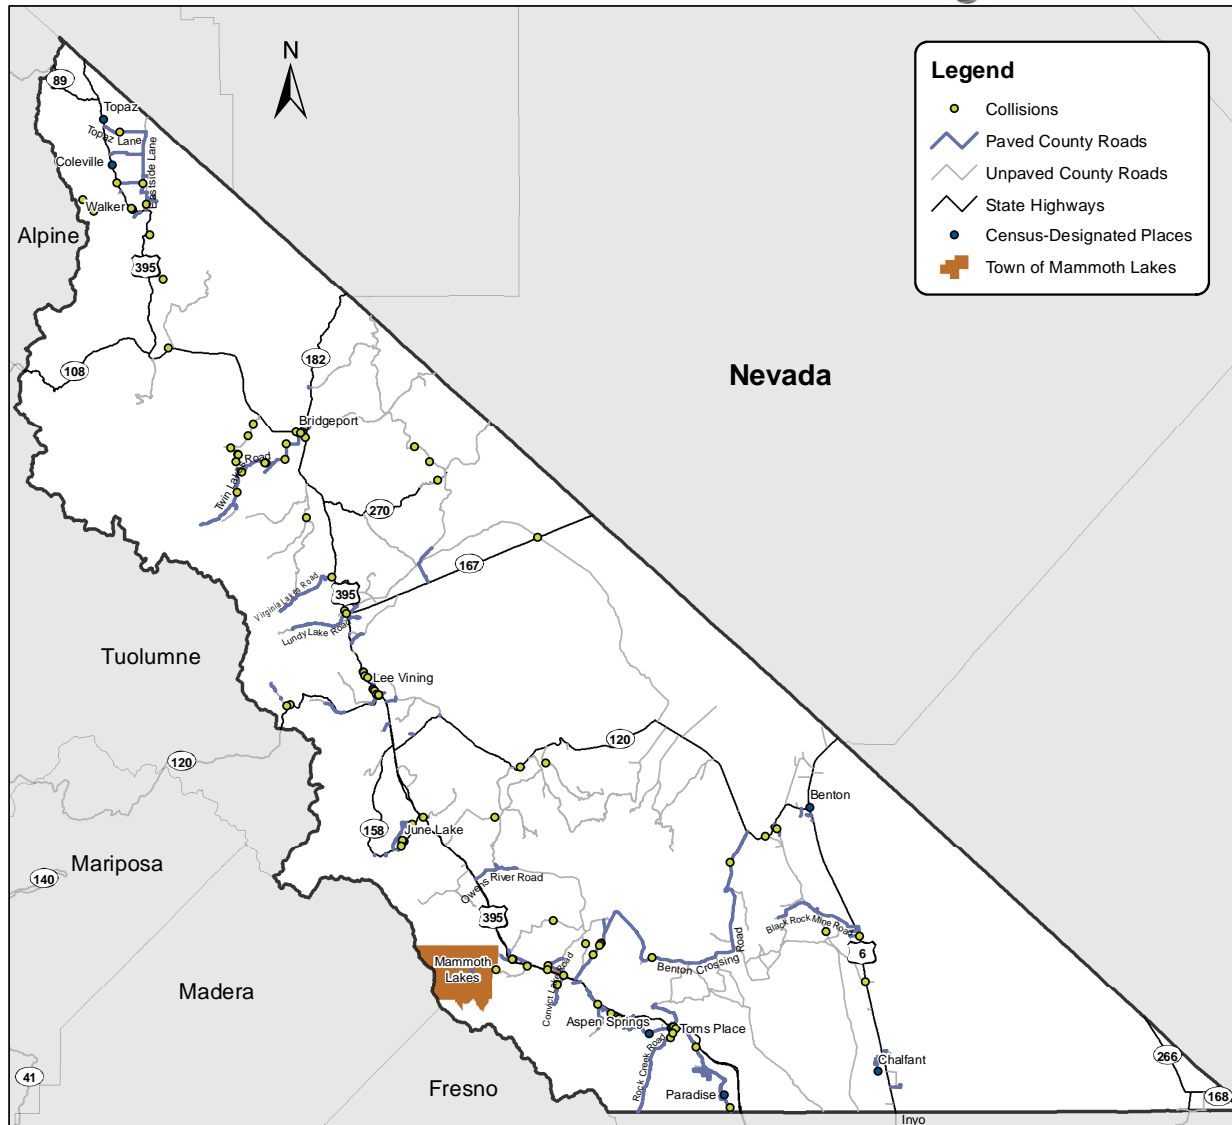 N
Legend
Collisions
Paved County Roads
Unpaved County Roads
State Highways
Census-Designated Places
Town of Mammoth Lakes
89
Topaz
Topaz Lane
Eastside Lane
Coleville
Walker
Alpine
395
182
108
Nevada
Bridgeport
Twin Lakes Road
270
167
Virginia Lakes Road
395
Lundy Lake Road
Tuolumne
Lee Vining
120
120
Benton
158
June Lake
Mariposa
140
Owens River Road
395
Black Rock Mine Road
6
Mammoth
Lakes
Benton Crossing Road
Convict Lake Road
Madera
Aspen Springs
Toms Place
Rock Creek Road
Chalfant
266
41
Fresno
Paradise
168
Inyo